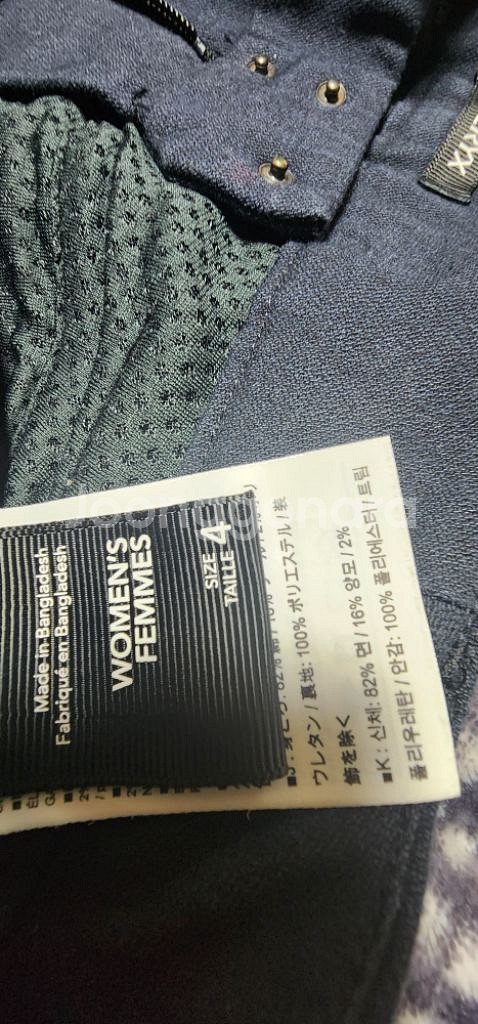 Made in Bangladesh
Fabriqué en Bangladesh
WOMEN'S
FEMMES
SIZE
TAILLE 4
ウレタン / 裏地: 100% ポリエステル / 装
飾を除く
■K : 신체: 82% 면 / 16% 양모 / 2%
폴리우레탄 / 안감: 100% 폴리에스터 / 트림
Joonggonara